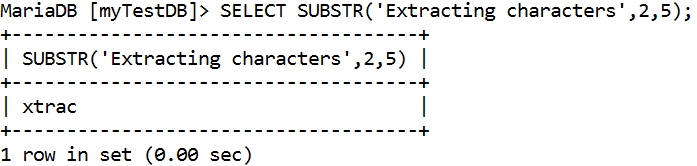 MariaDB [myTestDB]> SELECT SUBSTR('Extracting characters',2,5);
+--------------------------------------+
| SUBSTR('Extracting characters',2,5) |
+--------------------------------------+
| xtrac |
+--------------------------------------+
1 row in set (0.00 sec)